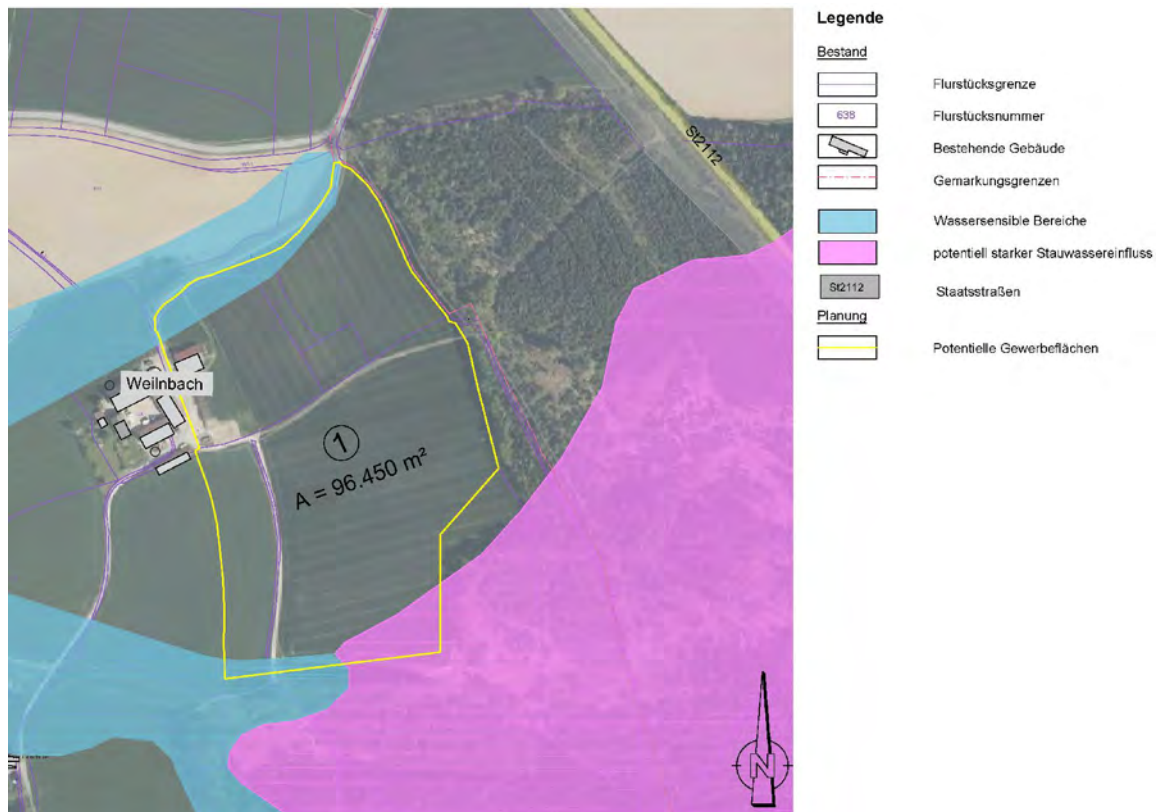 St2112
Weilnbach
1
A = 96.450 m²
N
Legende
Bestand
Flurstücksgrenze
638
Flurstücksnummer
Bestehende Gebäude
Gemarkungsgrenzen
Wassersensible Bereiche
potentiell starker Stauwassereinfluss
St2112
Staatsstraßen
Planung
Potentielle Gewerbeflächen